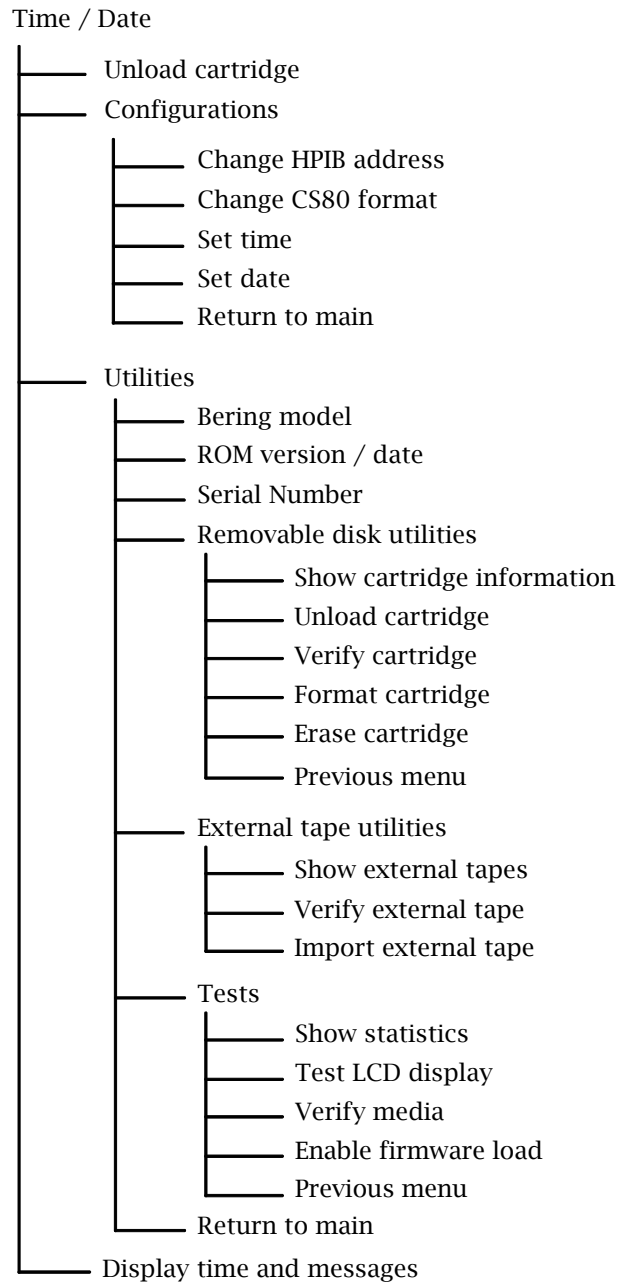 Time / Date
Unload cartridge
Configurations
Change HPIB address
Change CS80 format
Set time
Set date
Return to main
Utilities
Bering model
ROM version / date
Serial Number
Removable disk utilities
Show cartridge information
Unload cartridge
Verify cartridge
Format cartridge
Erase cartridge
Previous menu
External tape utilities
Show external tapes
Verify external tape
Import external tape
Tests
Show statistics
Test LCD display
Verify media
Enable firmware load
Previous menu
Return to main
Display time and messages